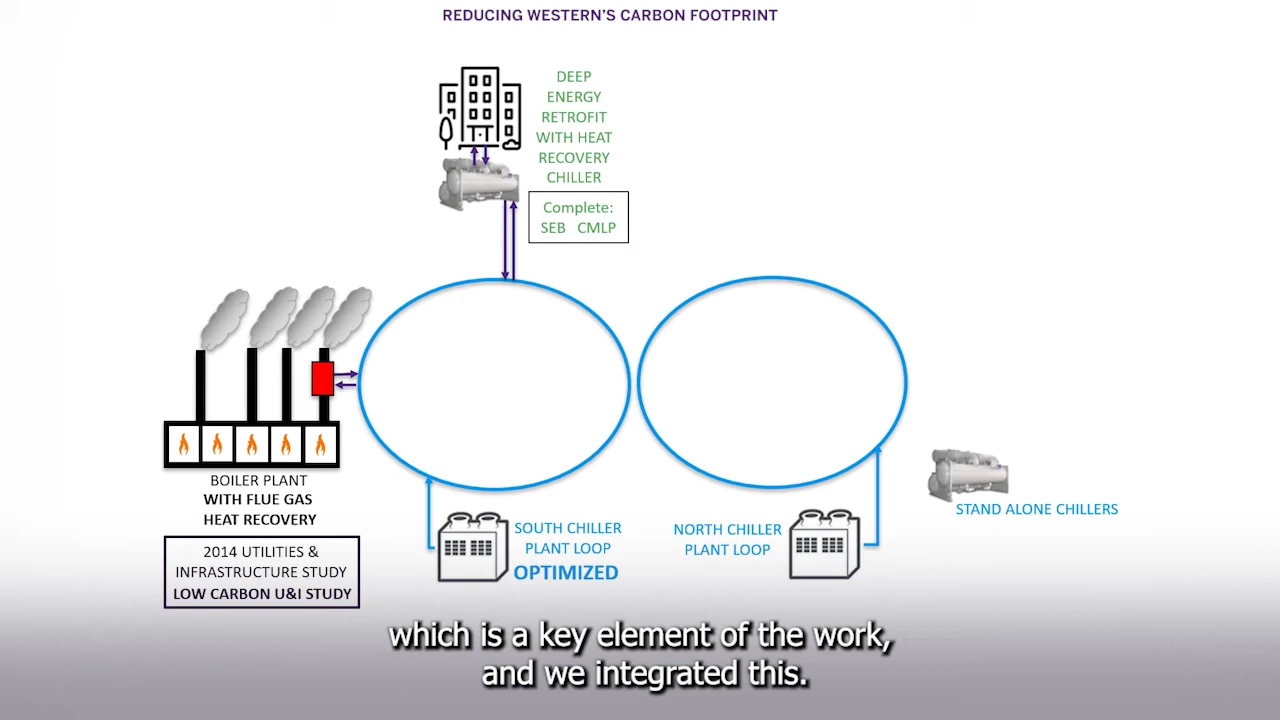 REDUCING WESTERN'S CARBON FOOTPRINT
DEEP
ENERGY
RETROFIT
WITH HEAT
RECOVERY
CHILLER
Complete:
SEB CMLP
BOILER PLANT
WITH FLUE GAS
HEAT RECOVERY
2014 UTILITIES &
INFRASTRUCTURE STUDY
LOW CARBON U&I STUDY
SOUTH CHILLER
PLANT LOOP
OPTIMIZED
NORTH CHILLER
PLANT LOOP
STAND ALONE CHILLERS
which is a key element of the work,
and we integrated this.